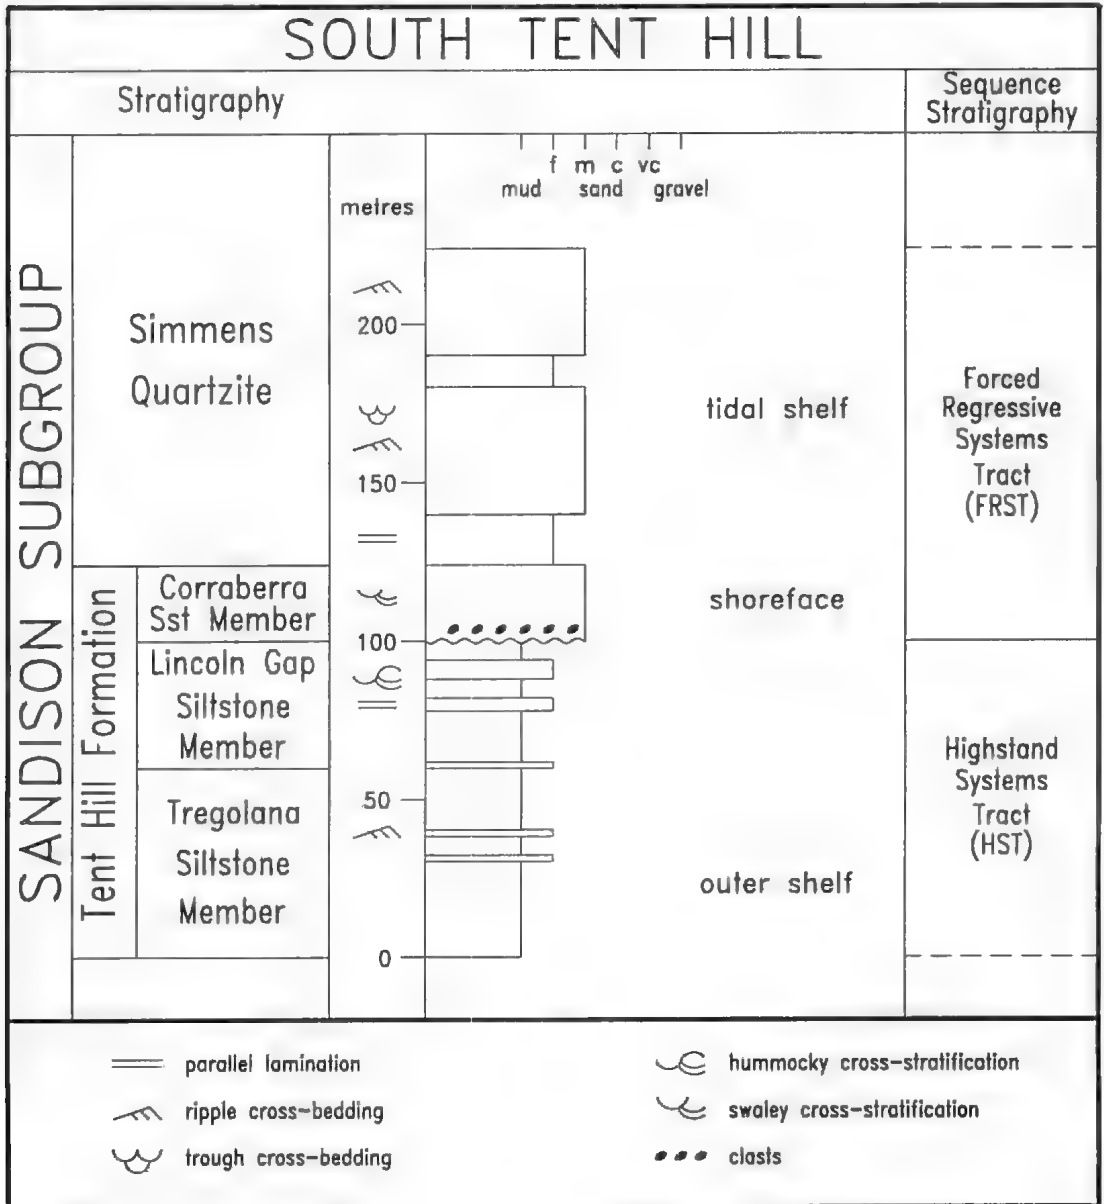 SOUTH TENT HILL
Stratigraphy
Sequence
Stratigraphy
SANDISON SUBGROUP
Simmens
Quartzite
Tent Hill Formation
Corraberra
Sst Member
Lincoln Gap
Siltstone
Member
Tregolana
Siltstone
Member
metres
200
150
100
50
0
f m c vc
mud sand gravel
tidal shelf
shoreface
outer shelf
Forced
Regressive
Systems
Tract
(FRST)
Highstand
Systems
Tract
(HST)
parallel lamination
ripple cross-bedding
trough cross-bedding
hummocky cross-stratification
swaley cross-stratification
clasts